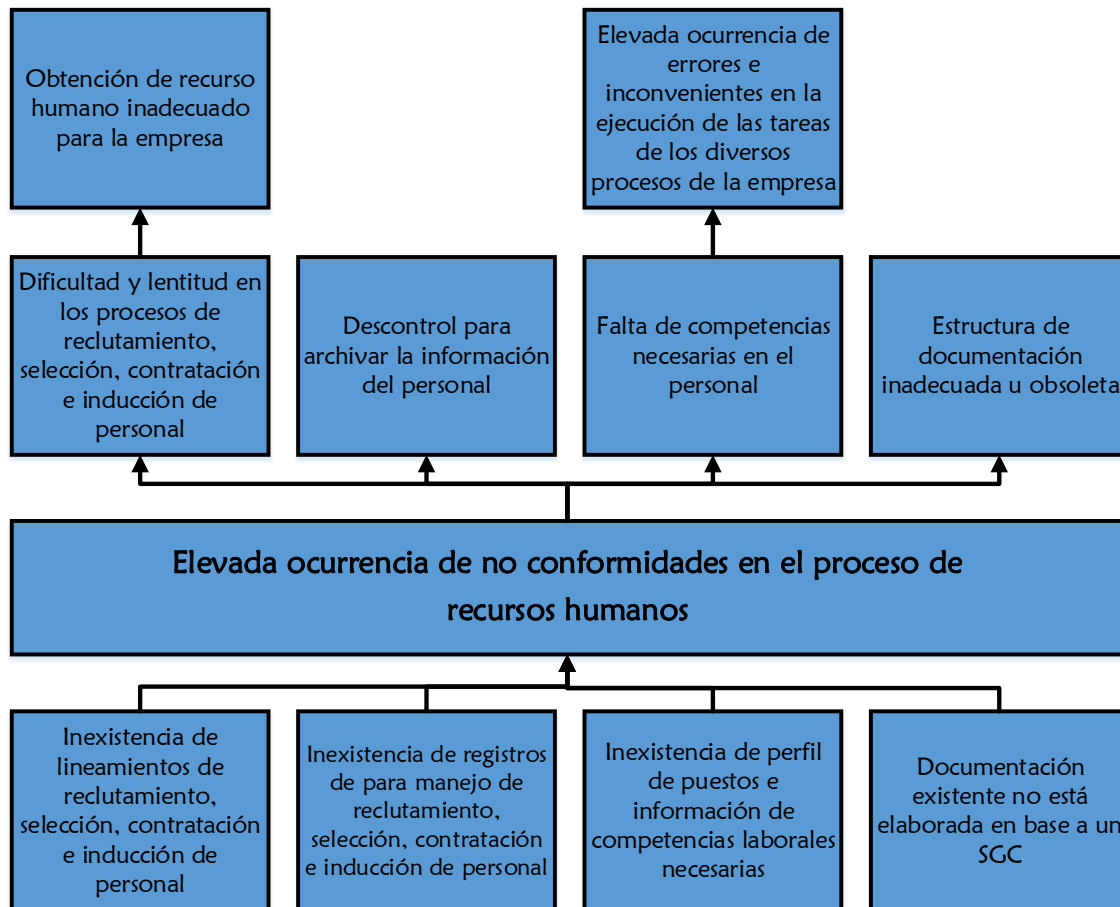 Obtención de recurso
humano inadecuado
para la empresa
Elevada ocurrencia de
errores e
inconvenientes en la
ejecución de las tareas
de los diversos
procesos de la empresa
Dificultad y lentitud en
los procesos de
reclutamiento,
selección, contratación
e inducción de
personal
Descontrol para
archivar la información
del personal
Falta de competencias
necesarias en el
personal
Estructura de
documentación
inadecuada u obsoleta
Elevada ocurrencia de no conformidades en el proceso de
recursos humanos
Inexistencia de
lineamientos de
reclutamiento,
selección, contratación
e inducción de
personal
Inexistencia de registros
de para manejo de
reclutamiento,
selección, contratación
e inducción de personal
Inexistencia de perfil
de puestos e
información de
competencias laborales
necesarias
Documentación
existente no está
elaborada en base a un
SGC